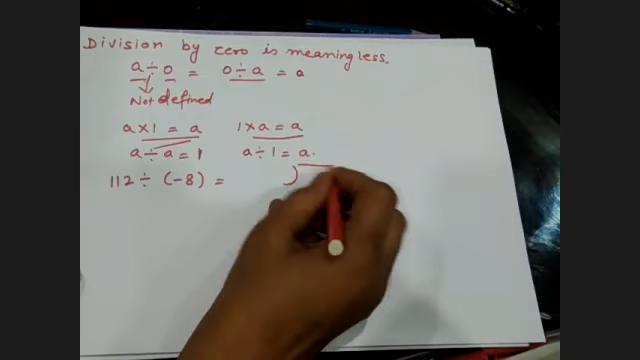 Division by zero is meaningless.
a ÷ 0 = 0 ÷ a = a
Not defined
a × 1 = a 1 × a = a
a ÷ a = 1 a ÷ 1 = a.
112 ÷ (-8) = )